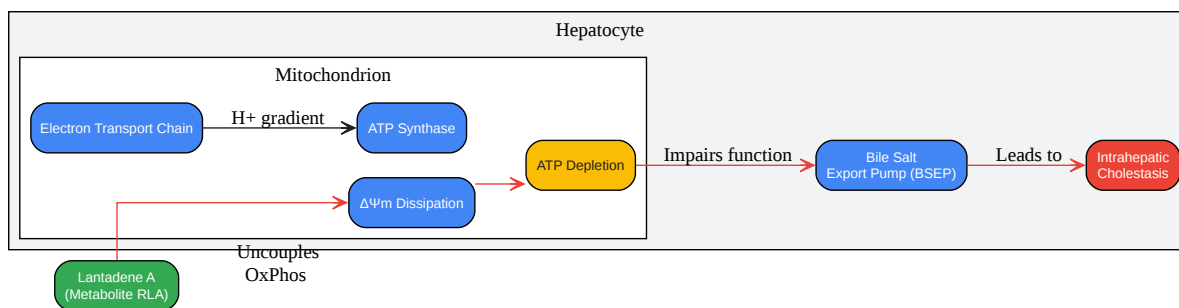 Hepatocyte
Mitochondrion
Electron Transport Chain
H+ gradient
ATP Synthase
ATP Depletion
Impairs function
Bile Salt
Export Pump (BSEP)
Leads to
Intrahepatic
Cholestasis
ΔΨm Dissipation
Uncouples
OxPhos
Lantadene A
(Metabolite RLA)